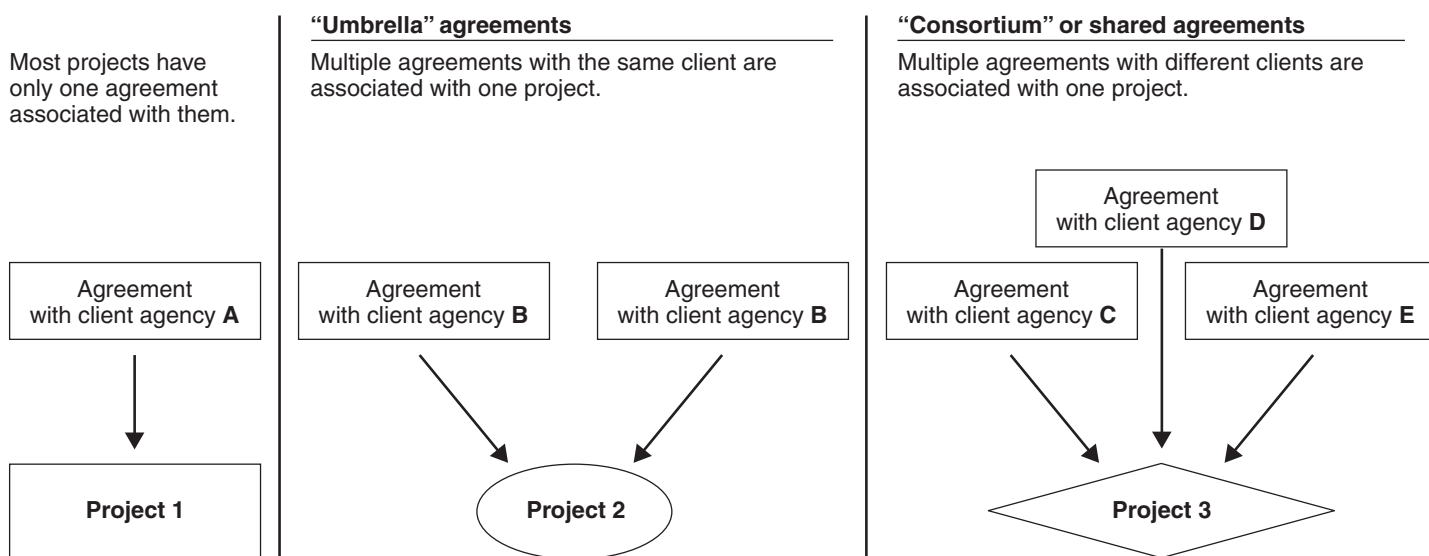 Most projects have
only one agreement
associated with them.
“Umbrella” agreements
Multiple agreements with the same client are
associated with one project.
“Consortium” or shared agreements
Multiple agreements with different clients are
associated with one project.
Agreement
with client agency A
Project 1
Agreement
with client agency B
Agreement
with client agency B
Project 2
Agreement
with client agency D
Agreement
with client agency C
Agreement
with client agency E
Project 3